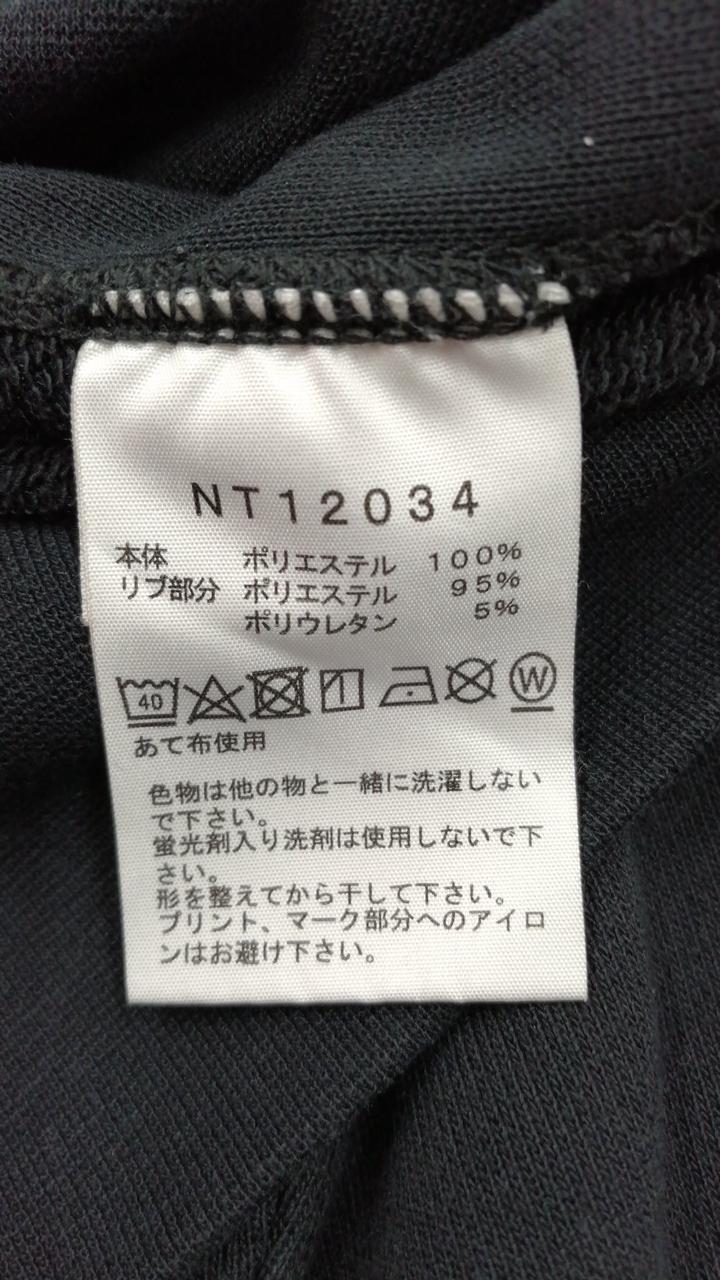 NT12034
本体 ポリエステル 100%
リブ部分 ポリエステル 95%
ポリウレタン 5%
40 W
あて布使用
色物は他の物と一緒に洗濯しない
で下さい。
蛍光剤入り洗剤は使用しないで下
さい。
形を整えてから干して下さい。
プリント、マーク部分へのアイロ
ンはお避け下さい。